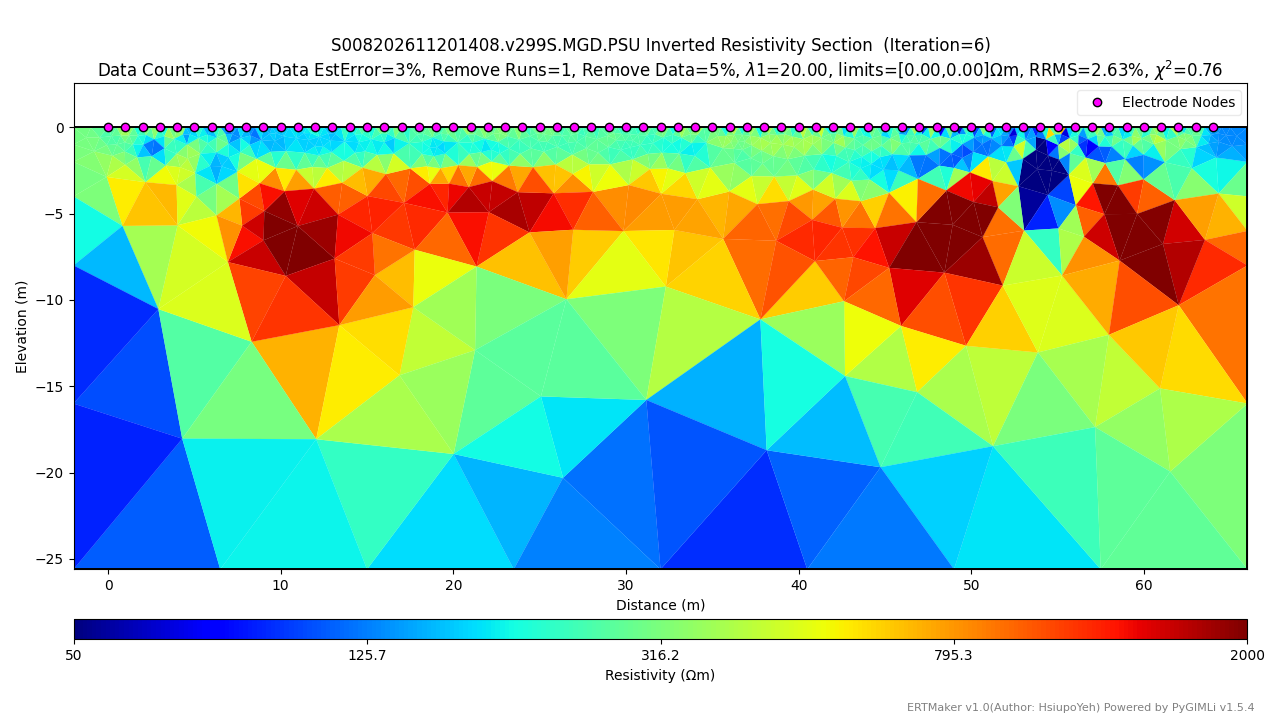 S008202611201408.v299S.MGD.PSU Inverted Resistivity Section  (Iteration=6)
Data Count=53637, Data EstError=3%, Remove Runs=1, Remove Data=5%, λ1=20.00, limits=[0.00,0.00]Ωm, RRMS=2.63%, χ²=0.76
Electrode Nodes
0
−5
−10
−15
−20
−25
Elevation (m)
0 10 20 30 40 50 60
Distance (m)
50 125.7 316.2 795.3 2000
Resistivity (Ωm)
ERTMaker v1.0(Author: HsiupoYeh) Powered by PyGIMLi v1.5.4